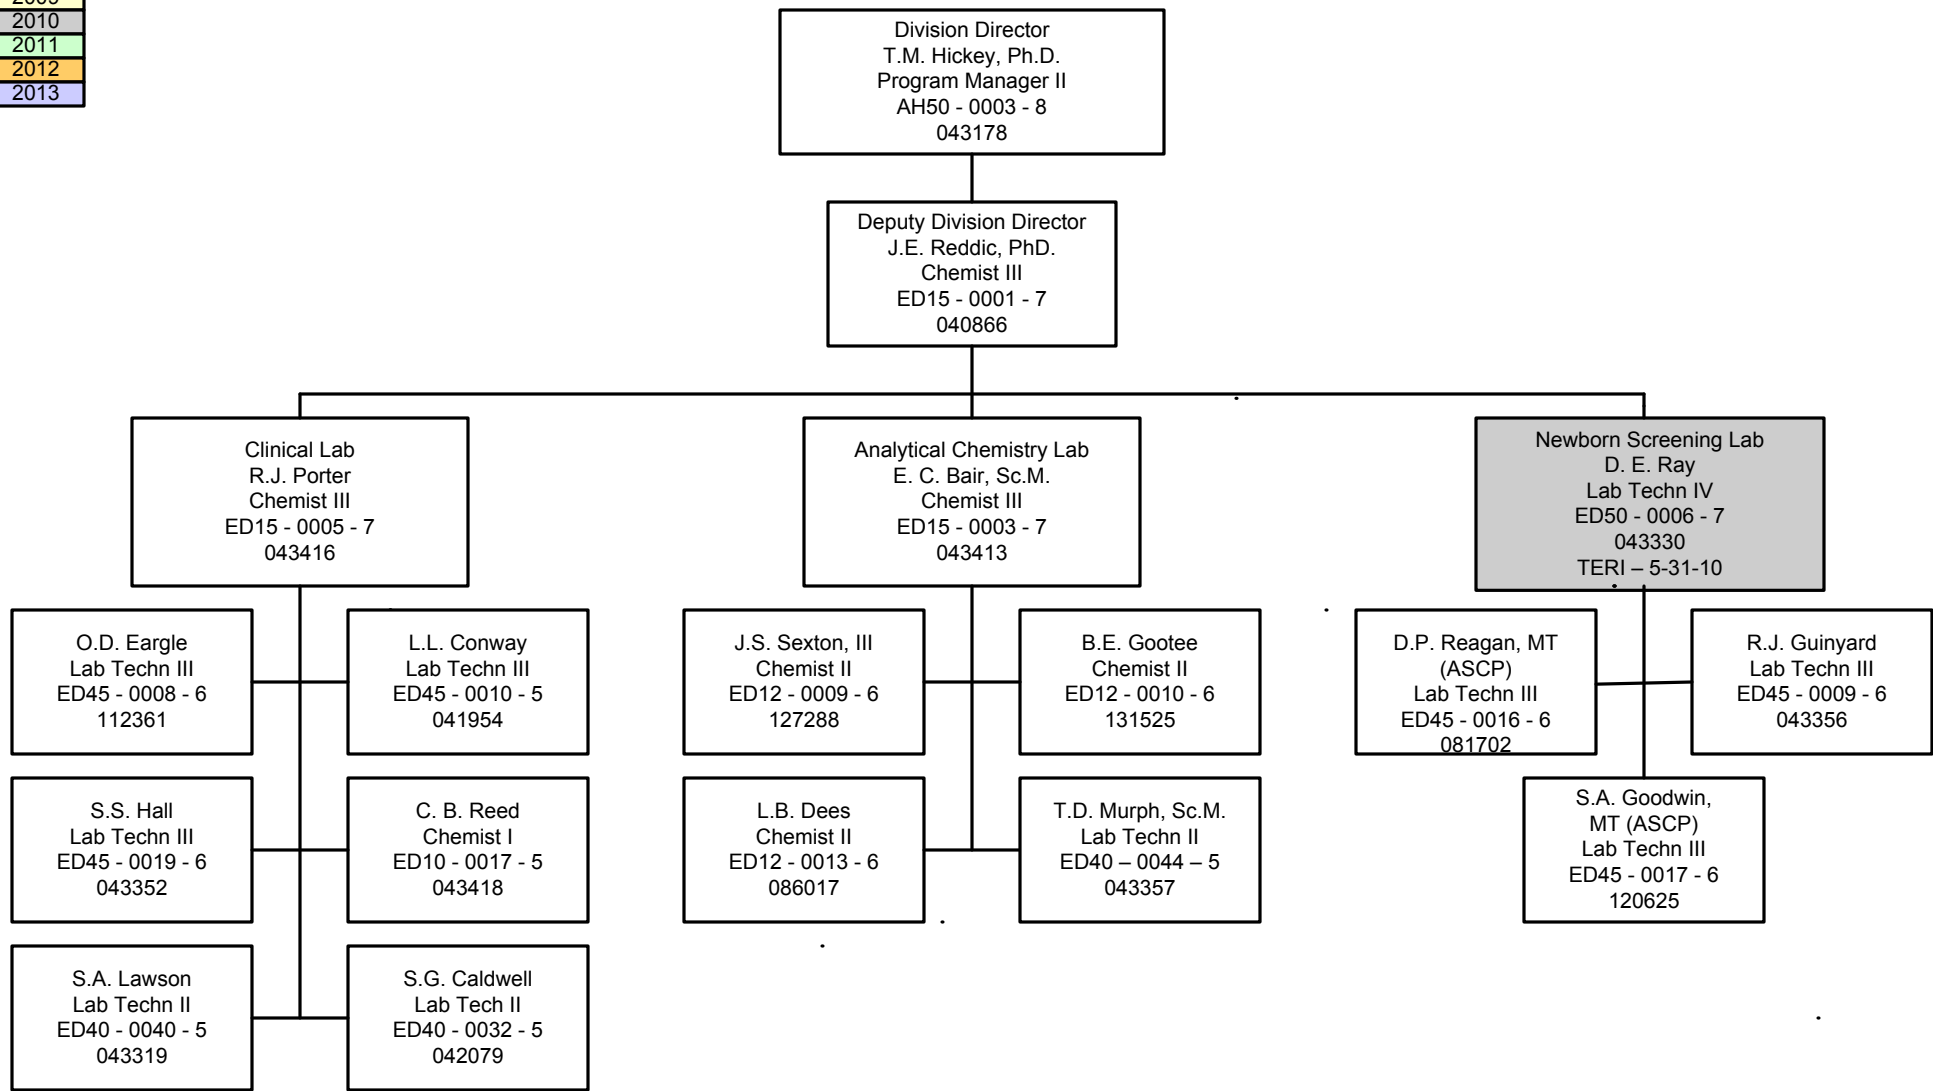 2009
2010
2011
2012
2013
Division Director
T.M. Hickey, Ph.D.
Program Manager II
AH50 - 0003 - 8
043178
Deputy Division Director
J.E. Reddic, PhD.
Chemist III
ED15 - 0001 - 7
040866
Clinical Lab
R.J. Porter
Chemist III
ED15 - 0005 - 7
043416
Analytical Chemistry Lab
E. C. Bair, Sc.M.
Chemist III
ED15 - 0003 - 7
043413
Newborn Screening Lab
D. E. Ray
Lab Techn IV
ED50 - 0006 - 7
043330
TERI – 5-31-10
O.D. Eargle
Lab Techn III
ED45 - 0008 - 6
112361
L.L. Conway
Lab Techn III
ED45 - 0010 - 5
041954
J.S. Sexton, III
Chemist II
ED12 - 0009 - 6
127288
B.E. Gootee
Chemist II
ED12 - 0010 - 6
131525
D.P. Reagan, MT
(ASCP)
Lab Techn III
ED45 - 0016 - 6
081702
R.J. Guinyard
Lab Techn III
ED45 - 0009 - 6
043356
S.S. Hall
Lab Techn III
ED45 - 0019 - 6
043352
C. B. Reed
Chemist I
ED10 - 0017 - 5
043418
L.B. Dees
Chemist II
ED12 - 0013 - 6
086017
T.D. Murph, Sc.M.
Lab Techn II
ED40 – 0044 – 5
043357
S.A. Goodwin,
MT (ASCP)
Lab Techn III
ED45 - 0017 - 6
120625
S.A. Lawson
Lab Techn II
ED40 - 0040 - 5
043319
S.G. Caldwell
Lab Tech II
ED40 - 0032 - 5
042079